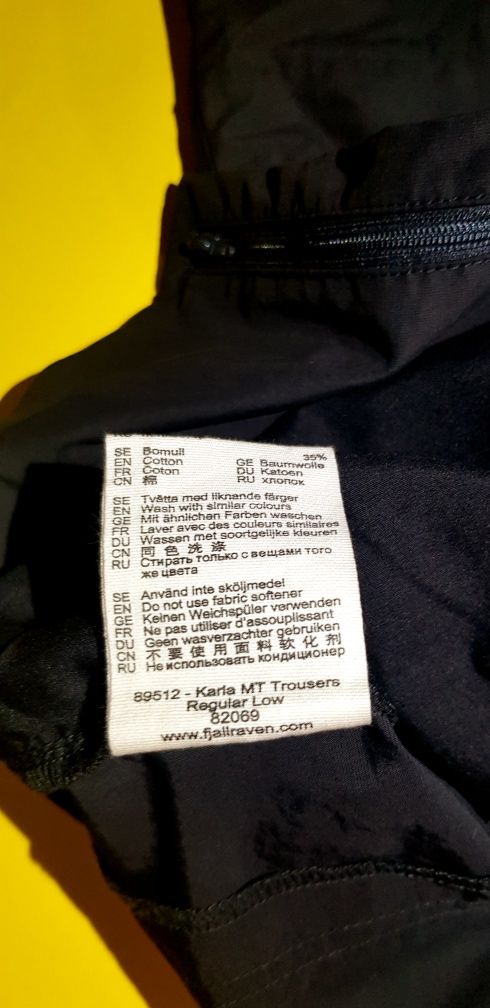 SE Bomull 35%
EN Cotton GE Baumwolle
FR Coton DU Katoen
CN 棉 RU хлопок
SE Tvätta med liknande färger
EN Wash with similar colours
GE Mit ähnlichen Farben waschen
FR Laver avec des couleurs similaires
DU Wassen met soortgelijke kleuren
CN 同色洗涤
RU Стирать только с вещами того
же цвета
SE Använd inte sköljmedel
EN Do not use fabric softener
GE Keinen Weichspüler verwenden
FR Ne pas utiliser d'assouplissant
DU Geen wasverzachter gebruiken
CN 不要使用面料软化剂
RU Не использовать кондиционер
89512 - Karla MT Trousers
Regular Low
82069
www.fjallraven.com